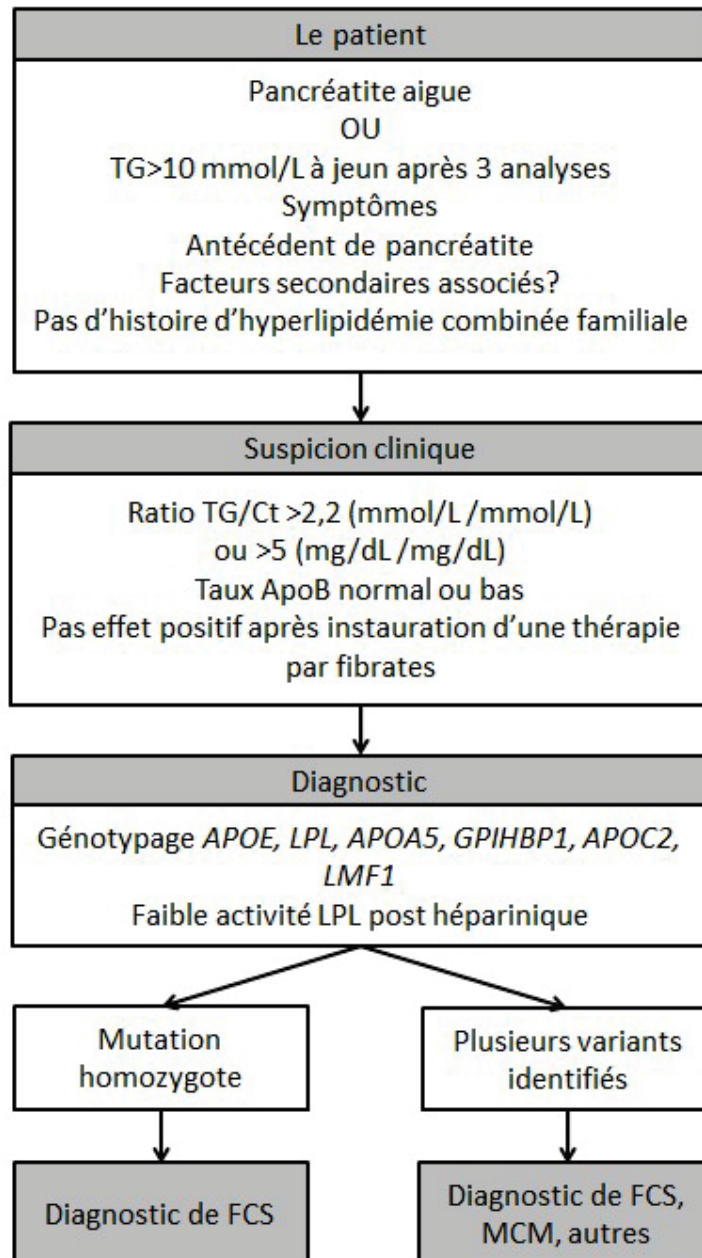 Le patient
Pancréatite aigue
OU
TG>10 mmol/L à jeun après 3 analyses
Symptômes
Antécédent de pancréatite
Facteurs secondaires associés?
Pas d’histoire d’hyperlipidémie combinée familiale
Suspicion clinique
Ratio TG/Ct >2,2 (mmol/L /mmol/L)
ou >5 (mg/dL /mg/dL)
Taux ApoB normal ou bas
Pas effet positif après instauration d’une thérapie
par fibrates
Diagnostic
Génotypage APOE, LPL, APOA5, GPIHBP1, APOC2,
LMF1
Faible activité LPL post héparinique
Mutation
homozygote
Plusieurs variants
identifiés
Diagnostic de FCS
Diagnostic de FCS,
MCM, autres